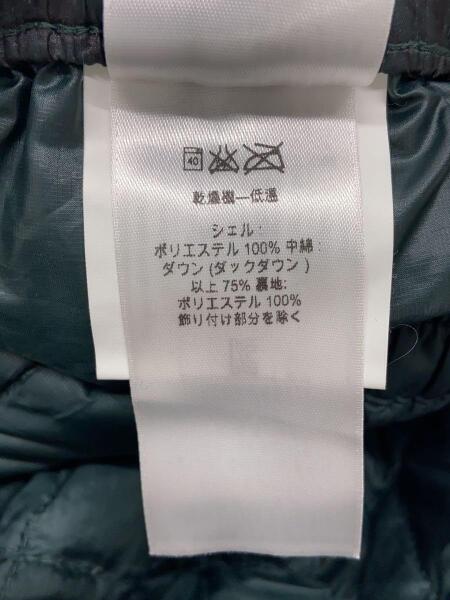 40
乾燥機—低温
シェル：
ポリエステル 100% 中綿：
ダウン (ダックダウン )
以上 75% 裏地：
ポリエステル 100%
飾り付け部分を除く